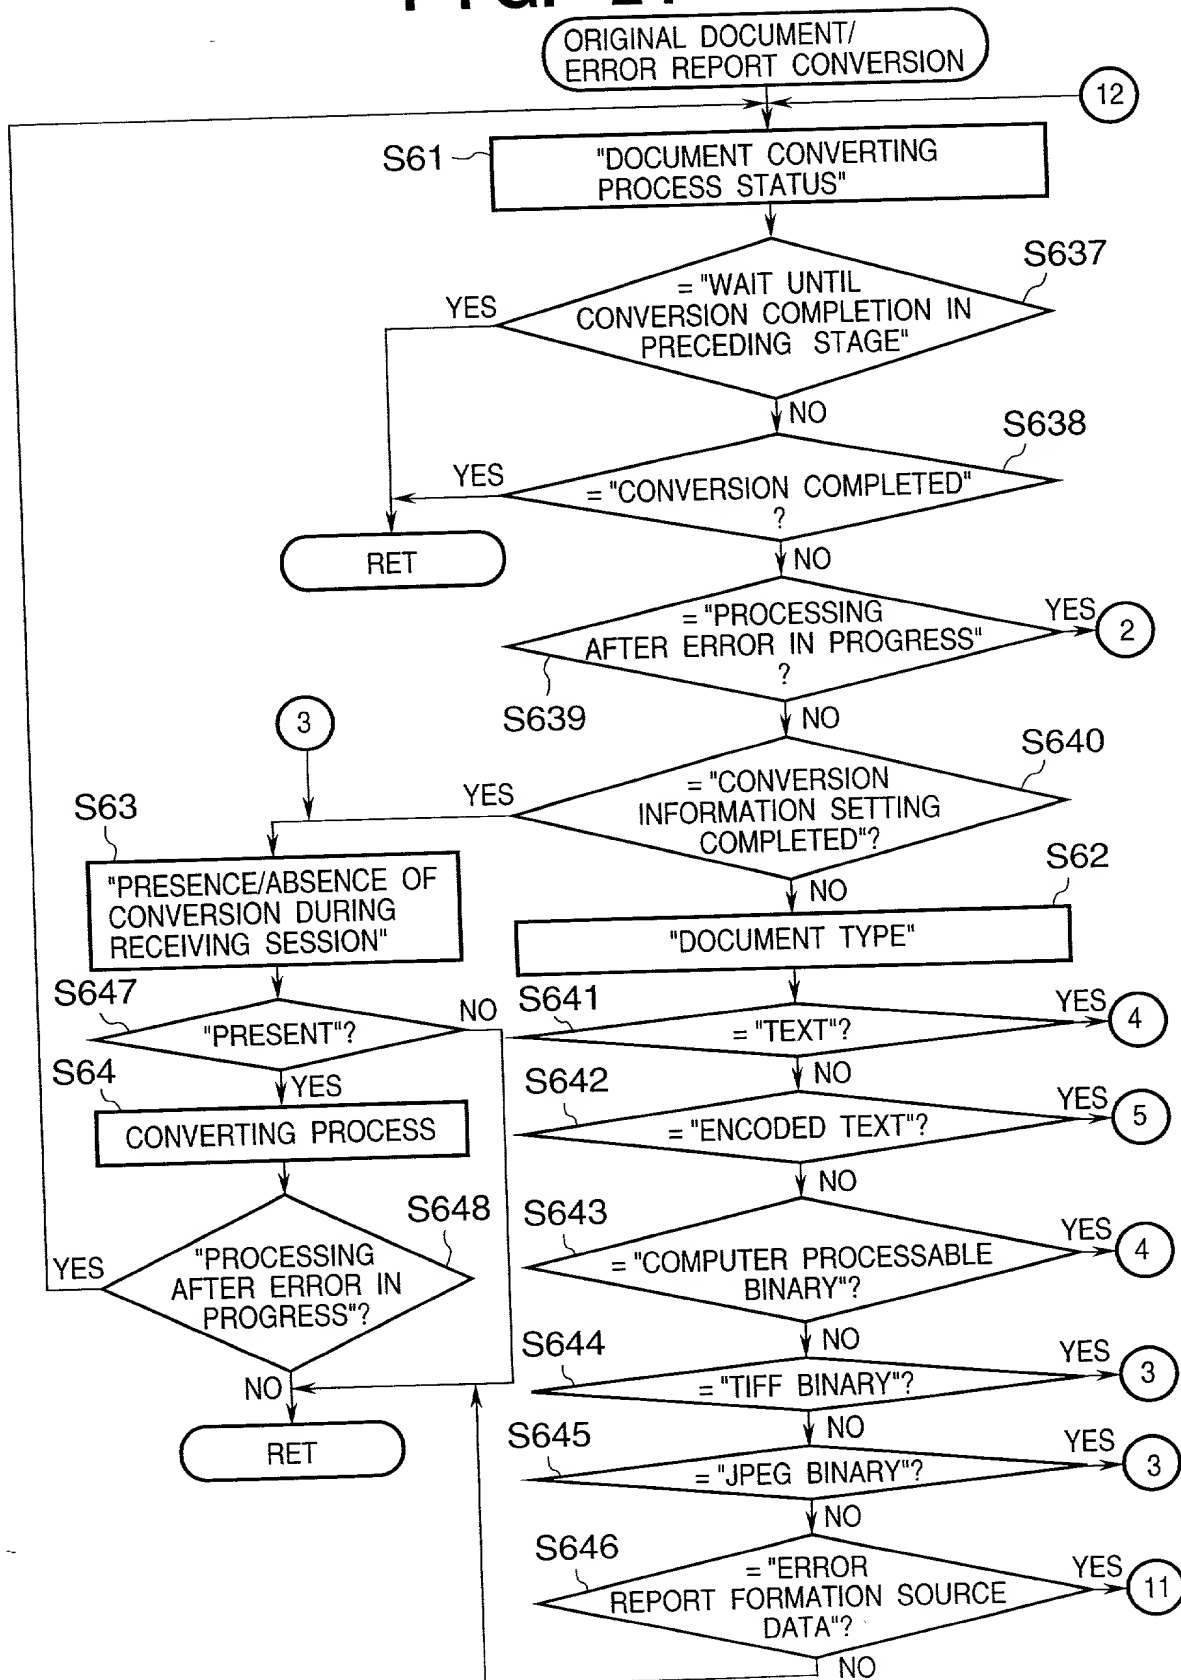 ORIGINAL DOCUMENT/
ERROR REPORT CONVERSION
12
S61
"DOCUMENT CONVERTING
PROCESS STATUS"
S637
= "WAIT UNTIL
CONVERSION COMPLETION IN
PRECEDING STAGE"
YES
NO
S638
YES
= "CONVERSION COMPLETED"
?
RET
NO
= "PROCESSING
AFTER ERROR IN PROGRESS"
?
YES
2
S639
NO
3
S640
= "CONVERSION
INFORMATION SETTING
COMPLETED"?
YES
S63
NO
S62
"PRESENCE/ABSENCE OF
CONVERSION DURING
RECEIVING SESSION"
"DOCUMENT TYPE"
S647
"PRESENT"?
NO
S641
= "TEXT"?
YES
4
S64
YES
NO
S642
CONVERTING PROCESS
= "ENCODED TEXT"?
YES
5
NO
S648
"PROCESSING
AFTER ERROR IN
PROGRESS"?
YES
S643
= "COMPUTER PROCESSABLE
BINARY"?
YES
4
NO
NO
S644
= "TIFF BINARY"?
YES
3
RET
NO
S645
= "JPEG BINARY"?
YES
3
NO
S646
= "ERROR
REPORT FORMATION SOURCE
DATA"?
YES
11
NO